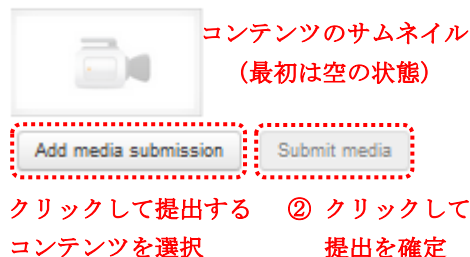 コンテンツのサムネイル
（最初は空の状態）
Add media submission
Submit media
クリックして提出する
コンテンツを選択
② クリックして
提出を確定